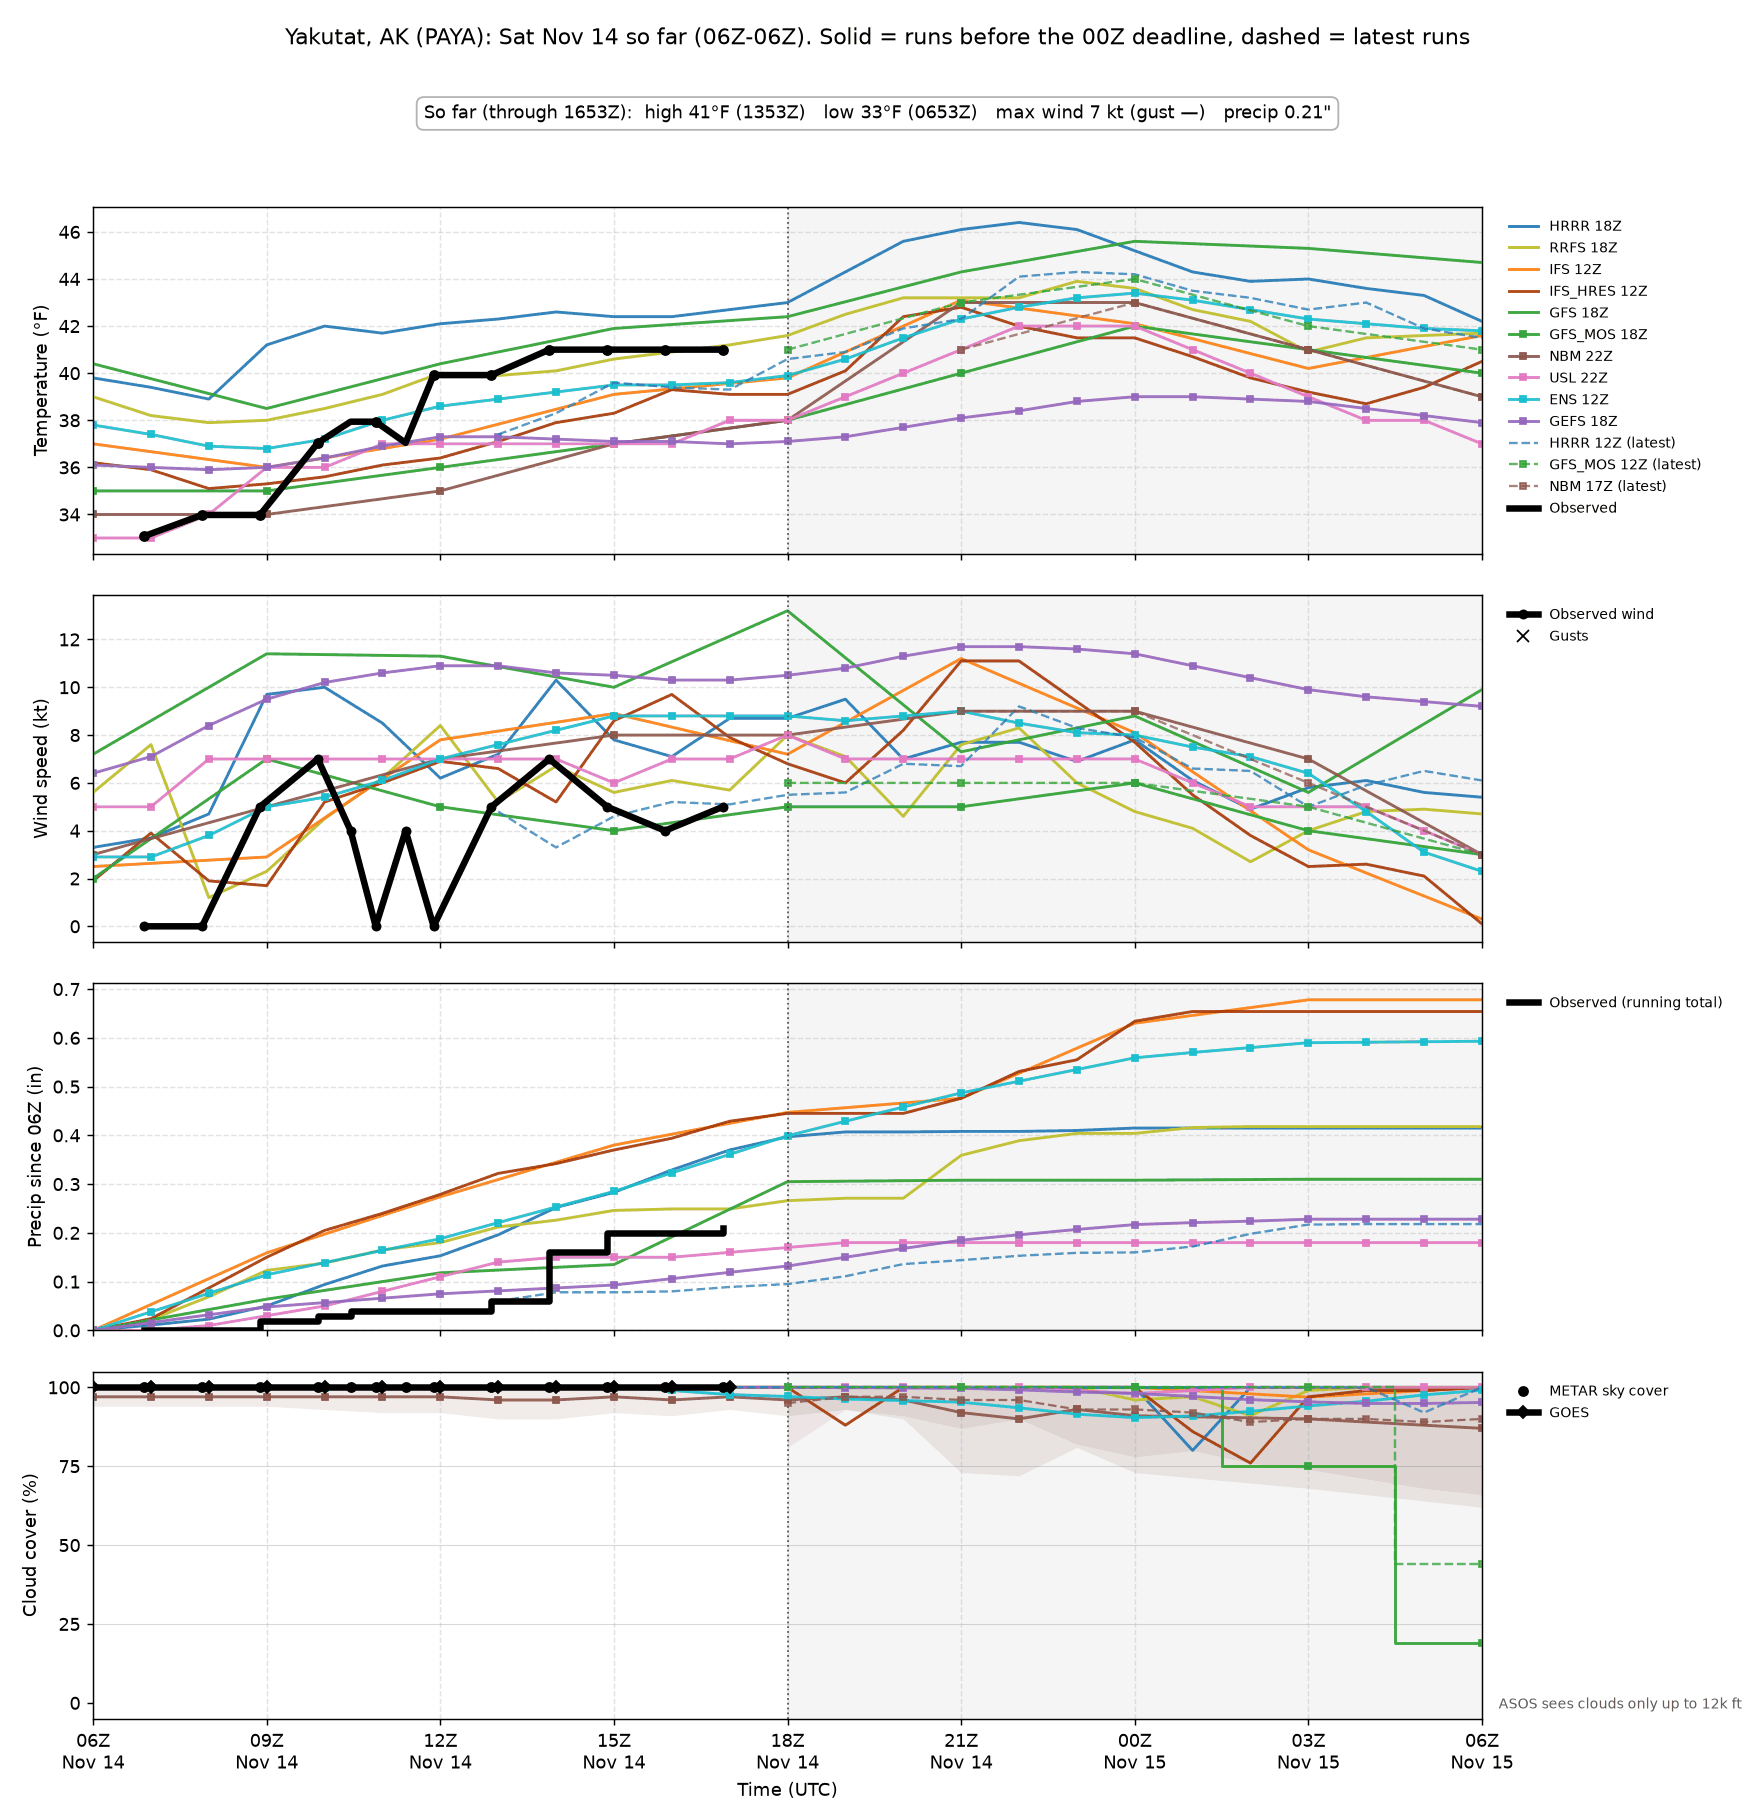 Yakutat, AK (PAYA): Sat Nov 14 so far (06Z-06Z). Solid = runs before the 00Z deadline, dashed = latest runs
So far (through 1653Z):  high 41°F (1353Z)   low 33°F (0653Z)   max wind 7 kt (gust —)   precip 0.21"
Temperature (°F)
46
44
42
40
38
36
34
HRRR 18Z
RRFS 18Z
IFS 12Z
IFS_HRES 12Z
GFS 18Z
GFS_MOS 18Z
NBM 22Z
USL 22Z
ENS 12Z
GEFS 18Z
HRRR 12Z (latest)
GFS_MOS 12Z (latest)
NBM 17Z (latest)
Observed
Wind speed (kt)
12
10
8
6
4
2
0
Observed wind
Gusts
Precip since 06Z (in)
0.7
0.6
0.5
0.4
0.3
0.2
0.1
0.0
Observed (running total)
Cloud cover (%)
100
75
50
25
0
METAR sky cover
GOES
ASOS sees clouds only up to 12k ft
06Z 09Z 12Z 15Z 18Z 21Z 00Z 03Z 06Z
Nov 14 Nov 14 Nov 14 Nov 14 Nov 14 Nov 14 Nov 15 Nov 15 Nov 15
Time (UTC)